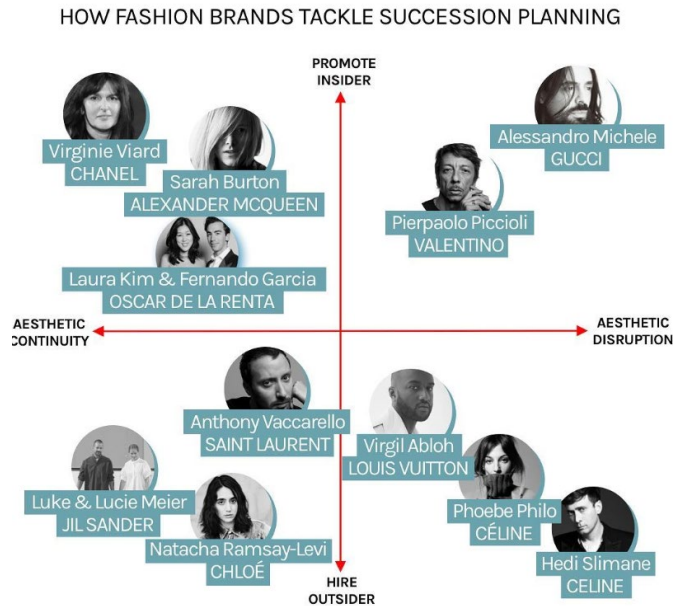 HOW FASHION BRANDS TACKLE SUCCESSION PLANNING
PROMOTE
INSIDER
Virginie Viard
CHANEL
Sarah Burton
ALEXANDER MCQUEEN
Laura Kim & Fernando Garcia
OSCAR DE LA RENTA
Alessandro Michele
GUCCI
Pierpaolo Piccioli
VALENTINO
AESTHETIC
CONTINUITY
AESTHETIC
DISRUPTION
Anthony Vaccarello
SAINT LAURENT
Luke & Lucie Meier
JIL SANDER
Natacha Ramsay-Levi
CHLOÉ
Virgil Abloh
LOUIS VUITTON
Phoebe Philo
CÉLINE
Hedi Slimane
CELINE
HIRE
OUTSIDER